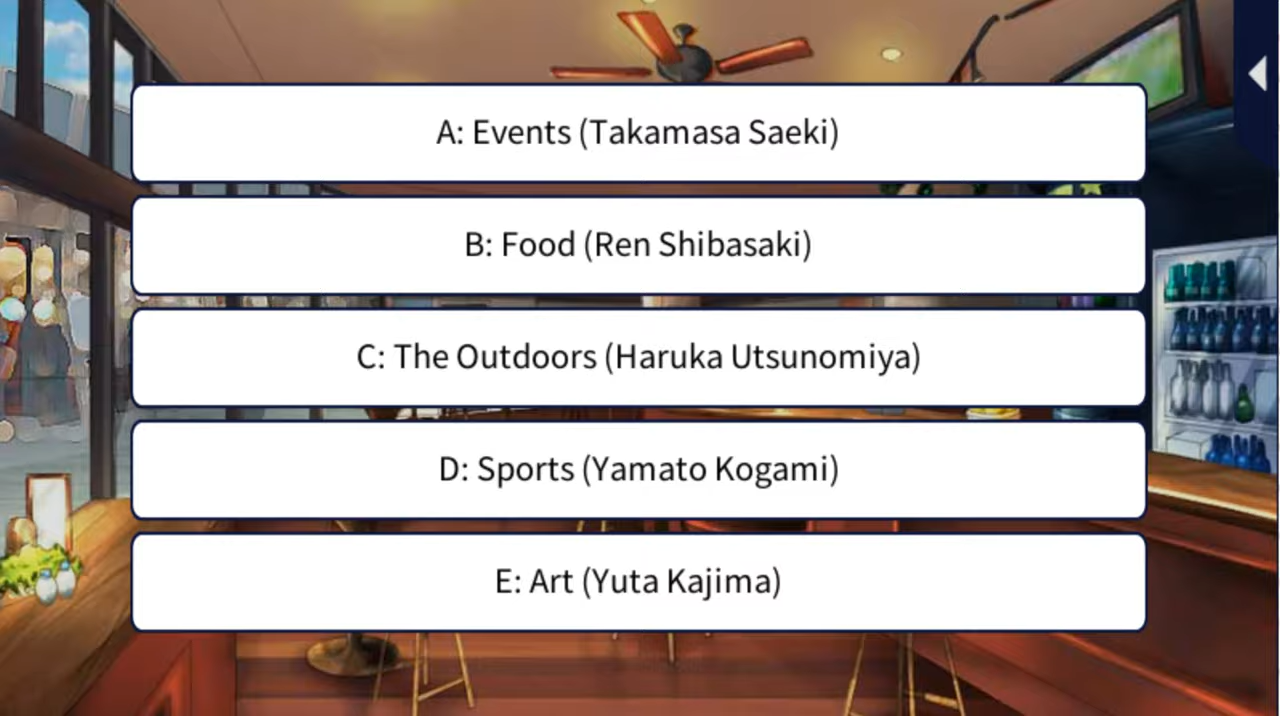 A: Events (Takamasa Saeki)
B: Food (Ren Shibasaki)
C: The Outdoors (Haruka Utsunomiya)
D: Sports (Yamato Kogami)
E: Art (Yuta Kajima)